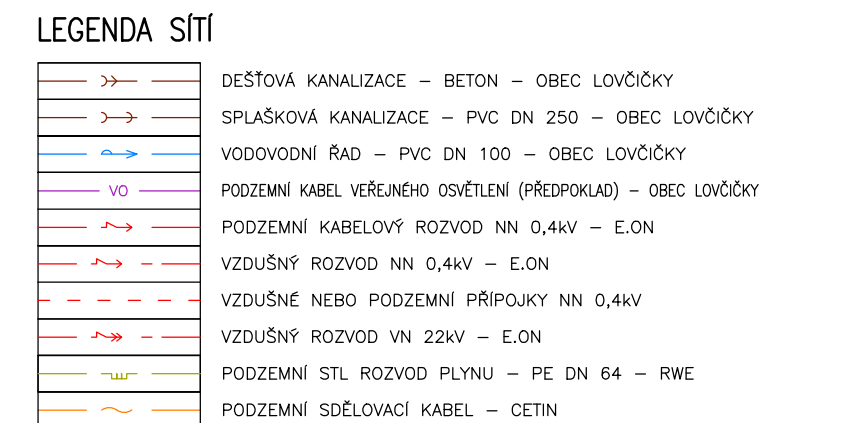 LEGENDA SÍTÍ
DEŠŤOVÁ KANALIZACE – BETON – OBEC LOVČIČKY
SPLAŠKOVÁ KANALIZACE – PVC DN 250 – OBEC LOVČIČKY
VODOVODNÍ ŘAD – PVC DN 100 – OBEC LOVČIČKY
VO PODZEMNÍ KABEL VEŘEJNÉHO OSVĚTLENÍ (PŘEDPOKLAD) – OBEC LOVČIČKY
PODZEMNÍ KABELOVÝ ROZVOD NN 0,4kV – E.ON
VZDUŠNÝ ROZVOD NN 0,4kV – E.ON
VZDUŠNÉ NEBO PODZEMNÍ PŘÍPOJKY NN 0,4kV
VZDUŠNÝ ROZVOD VN 22kV – E.ON
PODZEMNÍ STL ROZVOD PLYNU – PE DN 64 – RWE
PODZEMNÍ SDĚLOVACÍ KABEL – CETIN